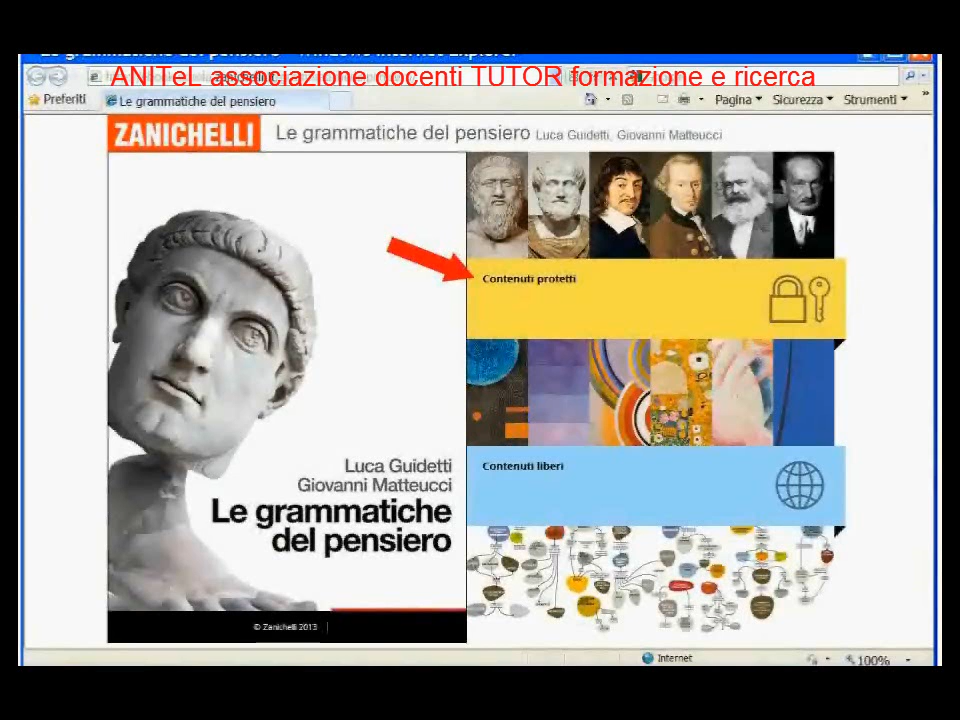 ANITeL associazione docenti TUTOR formazione e ricerca
Preferiti
Le grammatiche del pensiero
Pagina
Sicurezza
Strumenti
ZANICHELLI
Le grammatiche del pensiero Luca Guidetti, Giovanni Matteucci
Contenuti protetti
Contenuti liberi
Luca Guidetti
Giovanni Matteucci
Le grammatiche
del pensiero
© Zanichelli 2013
Internet
100%